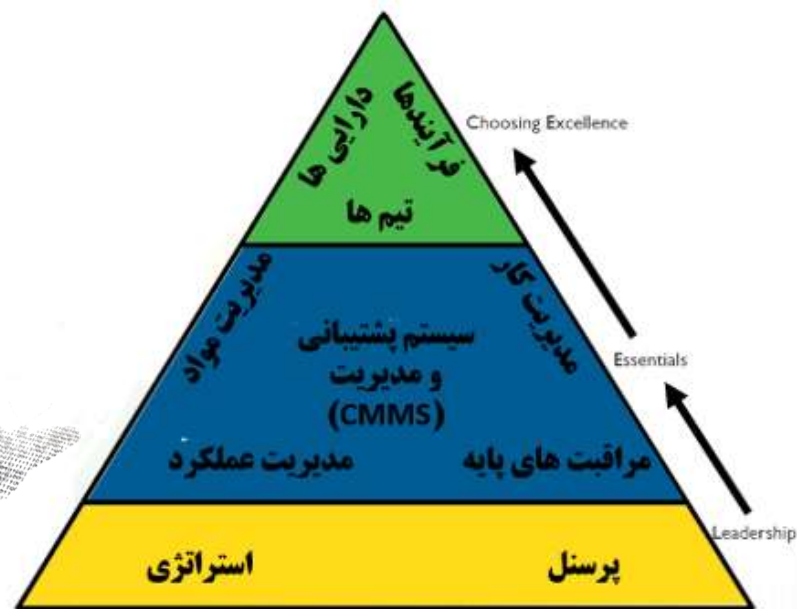 دارایی ها
فرآیندها
تیم ها
Choosing Excellence
مدیریت مواد
مدیریت کار
سیستم پشتیبانی
و مدیریت
(CMMS)
Essentials
مدیریت عملکرد
مراقبت های پایه
Leadership
استراتژی
پرسنل